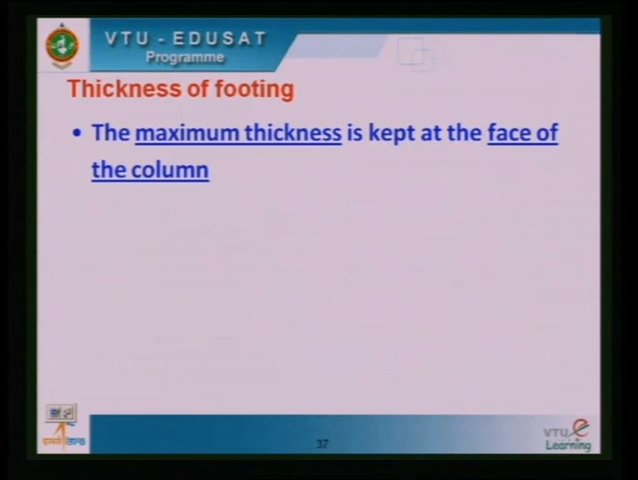 VTU - EDUSAT
Programme
Thickness of footing
• The maximum thickness is kept at the face of
the column
37
VTU e
Learning